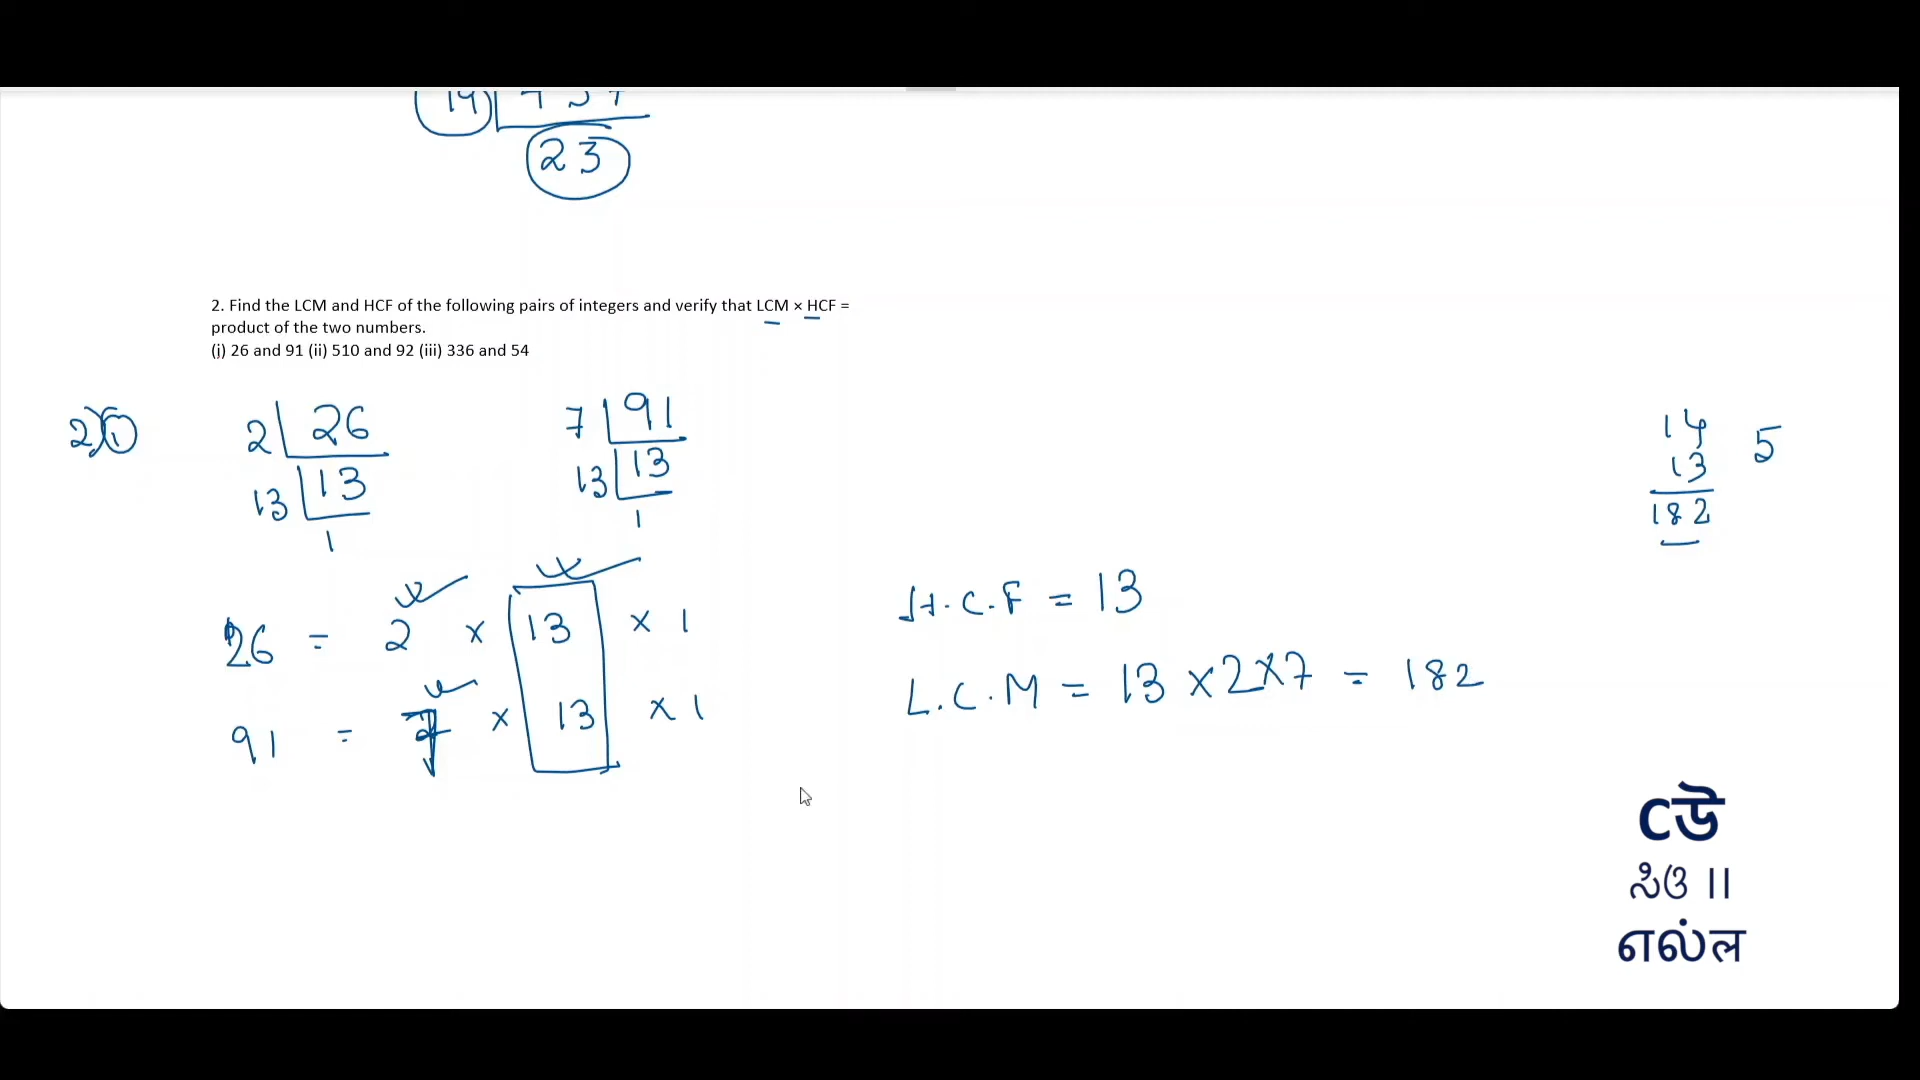 23
2. Find the LCM and HCF of the following pairs of integers and verify that LCM × HCF =
product of the two numbers.
(i) 26 and 91 (ii) 510 and 92 (iii) 336 and 54
2) i
2 26
13 13
1
7 91
13 13
1
14 5
13
182
26 = 2 × 13 × 1
91 = 7 × 13 × 1
H.C.F = 13
L.C.M = 13 × 2 × 7 = 182